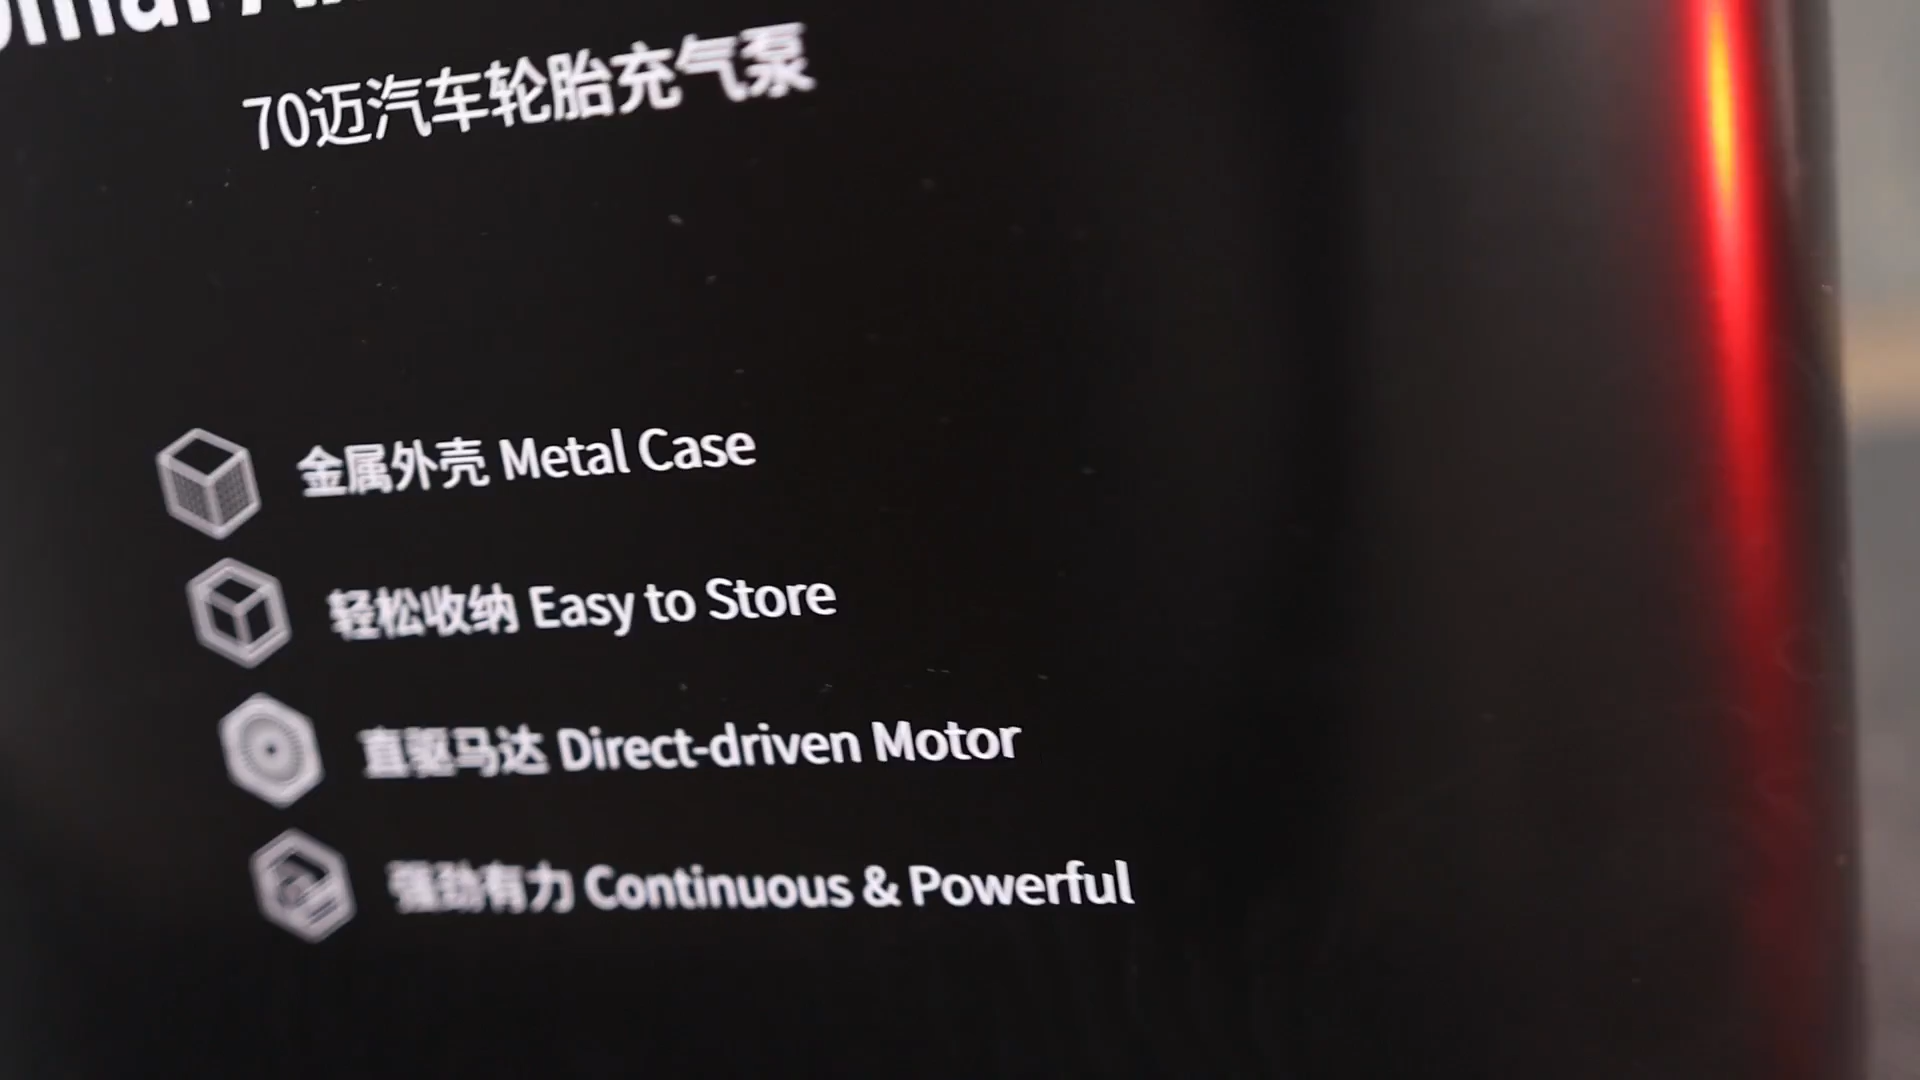 70迈汽车轮胎充气泵
金属外壳 Metal Case
轻松收纳 Easy to Store
直驱马达 Direct-driven Motor
强劲有力 Continuous & Powerful